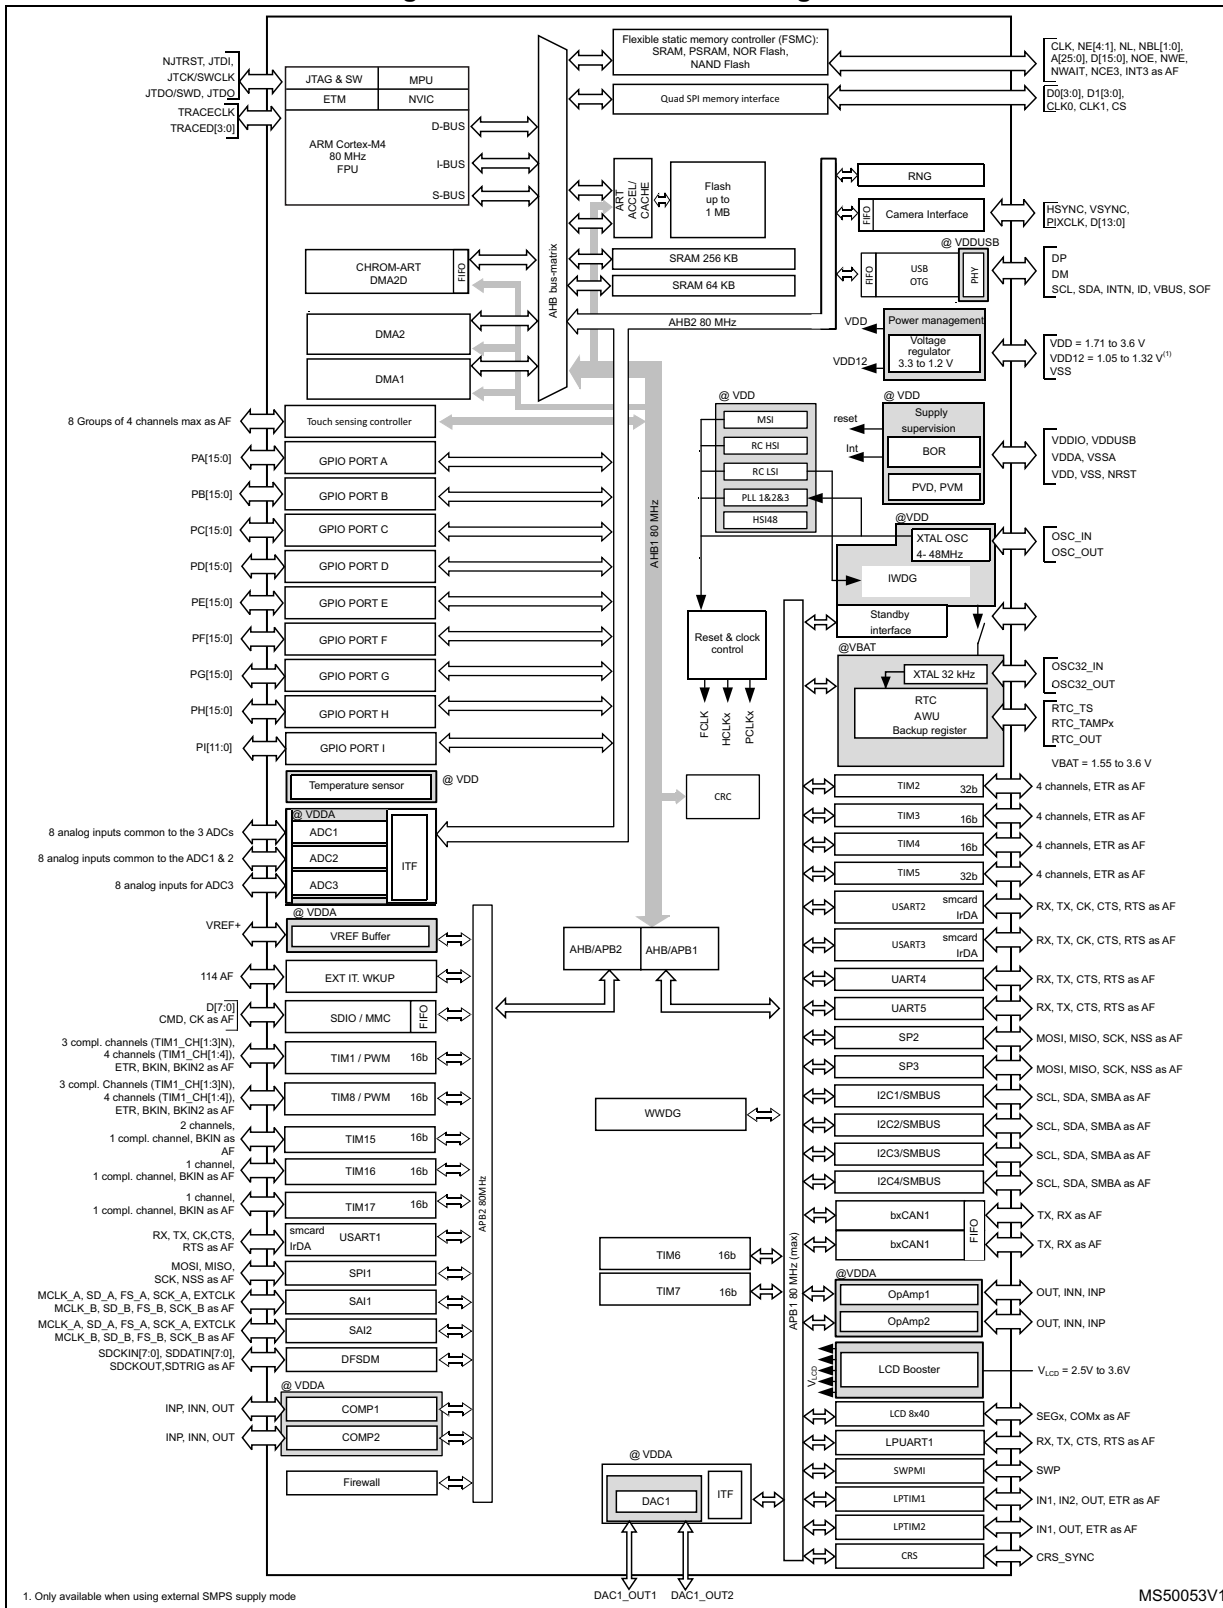 Flexible static memory controller (FSMC):
SRAM, PSRAM, NOR Flash,
NAND Flash
CLK, NE[4:1], NL, NBL[1:0],
A[25:0], D[15:0], NOE, NWE,
NWAIT, NCE3, INT3 as AF
Quad SPI memory interface
D0[3:0], D1[3:0],
CLK0, CLK1, CS
NJTRST, JTDI,
JTCK/SWCLK
JTDO/SWD, JTDO
TRACECLK
TRACED[3:0]
JTAG & SW
MPU
ETM
NVIC
ARM Cortex-M4
80 MHz
FPU
D-BUS
I-BUS
S-BUS
AHB bus-matrix
ART
ACCEL/
CACHE
Flash
up to
1 MB
SRAM 256 KB
SRAM 64 KB
CHROM-ART
DMA2D
FIFO
DMA2
DMA1
AHB2 80 MHz
RNG
FIFO
Camera Interface
HSYNC, VSYNC,
PIXCLK, D[13:0]
@ VDDUSB
FIFO
USB
OTG
PHY
DP
DM
SCL, SDA, INTN, ID, VBUS, SOF
VDD
VDD12
Power management
Voltage
regulator
3.3 to 1.2 V
VDD = 1.71 to 3.6 V
VDD12 = 1.05 to 1.32 V(1)
VSS
@ VDD
MSI
RC HSI
RC LSI
PLL 1&2&3
HSI48
@ VDD
reset
Int
Supply
supervision
BOR
PVD, PVM
VDDIO, VDDUSB
VDDA, VSSA
VDD, VSS, NRST
@VDD
XTAL OSC
4- 48MHz
IWDG
OSC_IN
OSC_OUT
Standby
interface
@VBAT
XTAL 32 kHz
RTC
AWU
Backup register
OSC32_IN
OSC32_OUT
RTC_TS
RTC_TAMPx
RTC_OUT
VBAT = 1.55 to 3.6 V
Reset & clock
control
FCLK
HCLKx
PCLKx
AHB1 80 MHz
CRC
8 Groups of 4 channels max as AF
Touch sensing controller
PA[15:0]
GPIO PORT A
PB[15:0]
GPIO PORT B
PC[15:0]
GPIO PORT C
PD[15:0]
GPIO PORT D
PE[15:0]
GPIO PORT E
PF[15:0]
GPIO PORT F
PG[15:0]
GPIO PORT G
PH[15:0]
GPIO PORT H
PI[11:0]
GPIO PORT I
Temperature sensor
@ VDD
@ VDDA
8 analog inputs common to the 3 ADCs
ADC1
8 analog inputs common to the ADC1 & 2
ADC2
8 analog inputs for ADC3
ADC3
ITF
@ VDDA
VREF+
VREF Buffer
114 AF
EXT IT. WKUP
D[7:0]
CMD, CK as AF
SDIO / MMC
FIFO
3 compl. channels (TIM1_CH[1:3]N),
4 channels (TIM1_CH[1:4]),
ETR, BKIN, BKIN2 as AF
TIM1 / PWM
16b
3 compl. Channels (TIM1_CH[1:3]N),
4 channels (TIM1_CH[1:4]),
ETR, BKIN, BKIN2 as AF
TIM8 / PWM
16b
2 channels,
1 compl. channel, BKIN as
AF
TIM15
16b
1 channel,
1 compl. channel, BKIN as AF
TIM16
16b
1 channel,
1 compl. channel, BKIN as AF
TIM17
16b
RX, TX, CK,CTS,
RTS as AF
smcard
IrDA
USART1
MOSI, MISO,
SCK, NSS as AF
SPI1
MCLK_A, SD_A, FS_A, SCK_A, EXTCLK
MCLK_B, SD_B, FS_B, SCK_B as AF
SAI1
MCLK_A, SD_A, FS_A, SCK_A, EXTCLK
MCLK_B, SD_B, FS_B, SCK_B as AF
SAI2
SDCKIN[7:0], SDDATIN[7:0],
SDCKOUT,SDTRIG as AF
DFSDM
@ VDDA
INP, INN, OUT
COMP1
INP, INN, OUT
COMP2
Firewall
APB2 80MHz
AHB/APB2
AHB/APB1
WWDG
TIM6
16b
TIM7
16b
@ VDDA
DAC1
ITF
DAC1_OUT1
DAC1_OUT2
APB1 80 MHz (max)
TIM2
32b
4 channels, ETR as AF
TIM3
16b
4 channels, ETR as AF
TIM4
16b
4 channels, ETR as AF
TIM5
32b
4 channels, ETR as AF
USART2
smcard
IrDA
RX, TX, CK, CTS, RTS as AF
USART3
smcard
IrDA
RX, TX, CK, CTS, RTS as AF
UART4
RX, TX, CTS, RTS as AF
UART5
RX, TX, CTS, RTS as AF
SP2
MOSI, MISO, SCK, NSS as AF
SP3
MOSI, MISO, SCK, NSS as AF
I2C1/SMBUS
SCL, SDA, SMBA as AF
I2C2/SMBUS
SCL, SDA, SMBA as AF
I2C3/SMBUS
SCL, SDA, SMBA as AF
I2C4/SMBUS
SCL, SDA, SMBA as AF
bxCAN1
TX, RX as AF
bxCAN1
TX, RX as AF
FIFO
@VDDA
OpAmp1
OUT, INN, INP
OpAmp2
OUT, INN, INP
VLCD
LCD Booster
VLCD = 2.5V to 3.6V
LCD 8x40
SEGx, COMx as AF
LPUART1
RX, TX, CTS, RTS as AF
SWPMI
SWP
LPTIM1
IN1, IN2, OUT, ETR as AF
LPTIM2
IN1, OUT, ETR as AF
CRS
CRS_SYNC
1. Only available when using external SMPS supply mode
MS50053V1